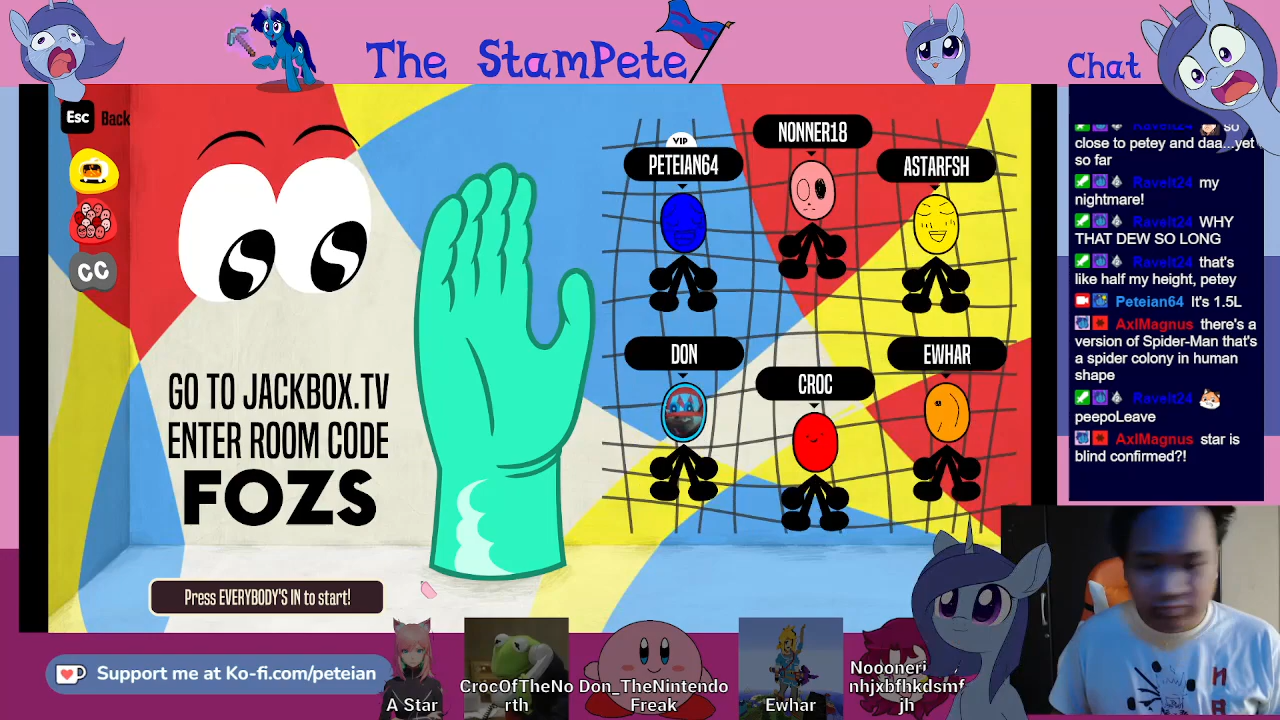 The StamPete
Chat
Esc Back
CC
GO TO JACKBOX.TV
ENTER ROOM CODE
FOZS
Press EVERYBODY'S IN to start!
VIP
PETEIAN64
NONNER18
ASTARFSH
DON
CROC
EWHAR
Ravelt24 so
close to petey and daa...yet
so far
Ravelt24 my
nightmare!
Ravelt24 WHY
THAT DEW SO LONG
Ravelt24 that's
like half my height, petey
Peteian64 It's 1.5L
AxlMagnus there's a
version of Spider-Man that's
a spider colony in human
shape
Ravelt24
peepoLeave
AxlMagnus star is
blind confirmed?!
Support me at Ko-fi.com/peteian
A Star
CrocOfTheNo
rth
Don_TheNintendo
Freak
Ewhar
Noooneri
nhjxbfhkdsmf
jh